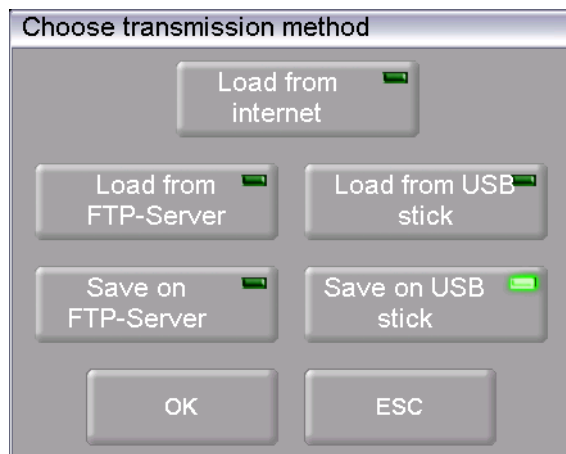 Choose transmission method
Load from
internet
Load from
FTP-Server
Load from USB
stick
Save on
FTP-Server
Save on USB
stick
OK
ESC